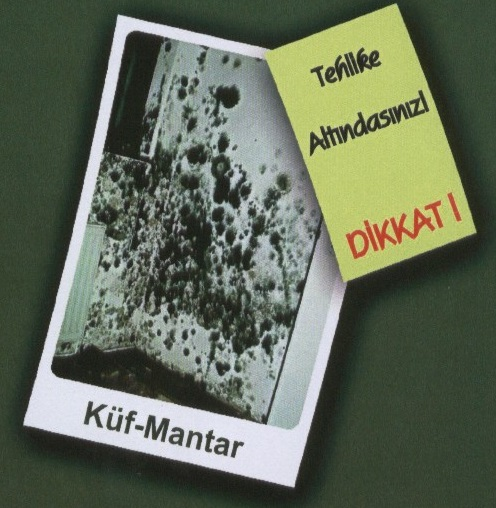 Tehlike
Altındasınız!
DİKKAT!
Küf-Mantar